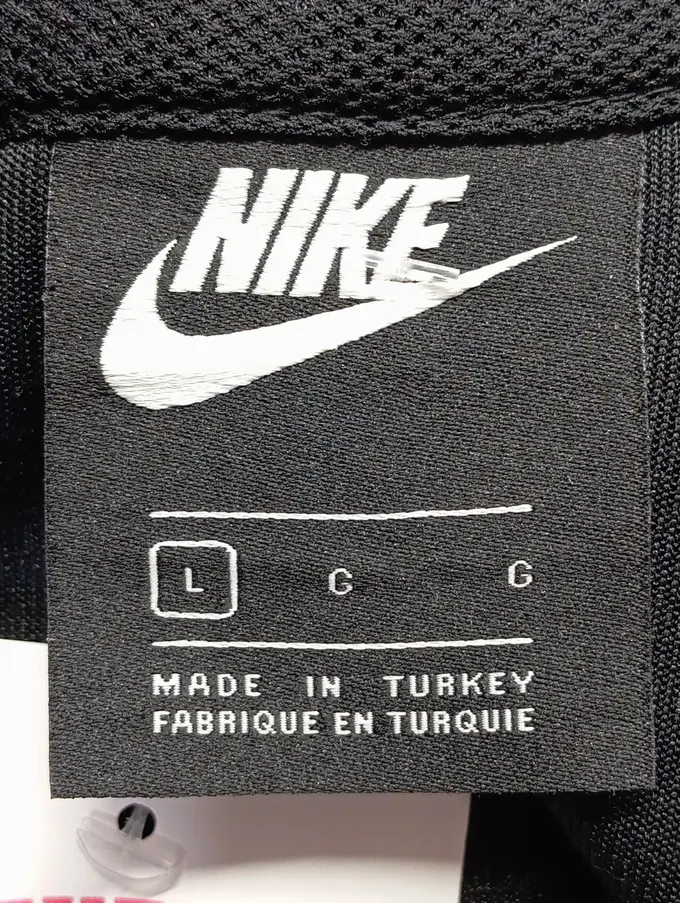 NIKE
L G G
MADE IN TURKEY
FABRIQUE EN TURQUIE